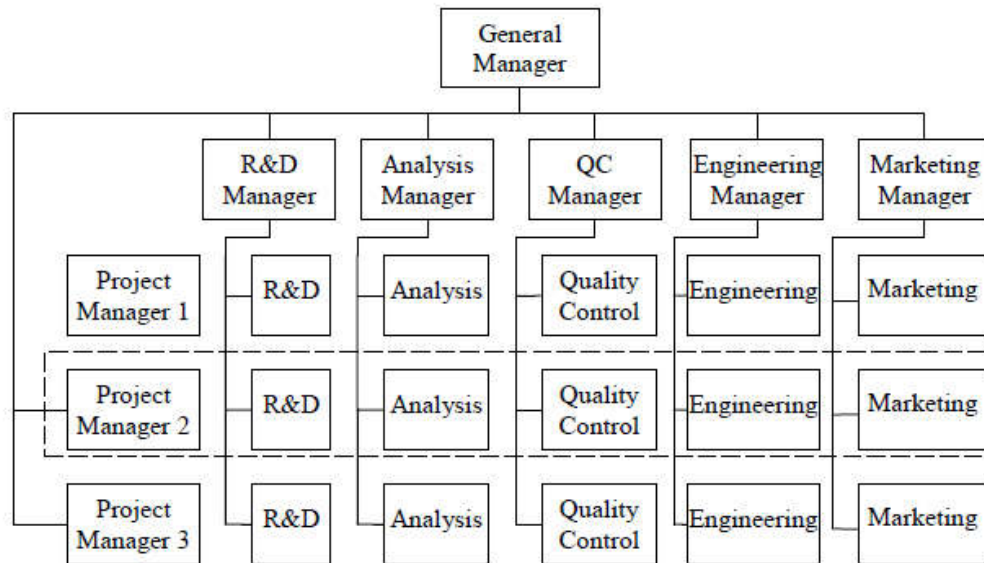 General
Manager
R&D
Manager
Analysis
Manager
QC
Manager
Engineering
Manager
Marketing
Manager
Project
Manager 1
R&D
Analysis
Quality
Control
Engineering
Marketing
Project
Manager 2
R&D
Analysis
Quality
Control
Engineering
Marketing
Project
Manager 3
R&D
Analysis
Quality
Control
Engineering
Marketing